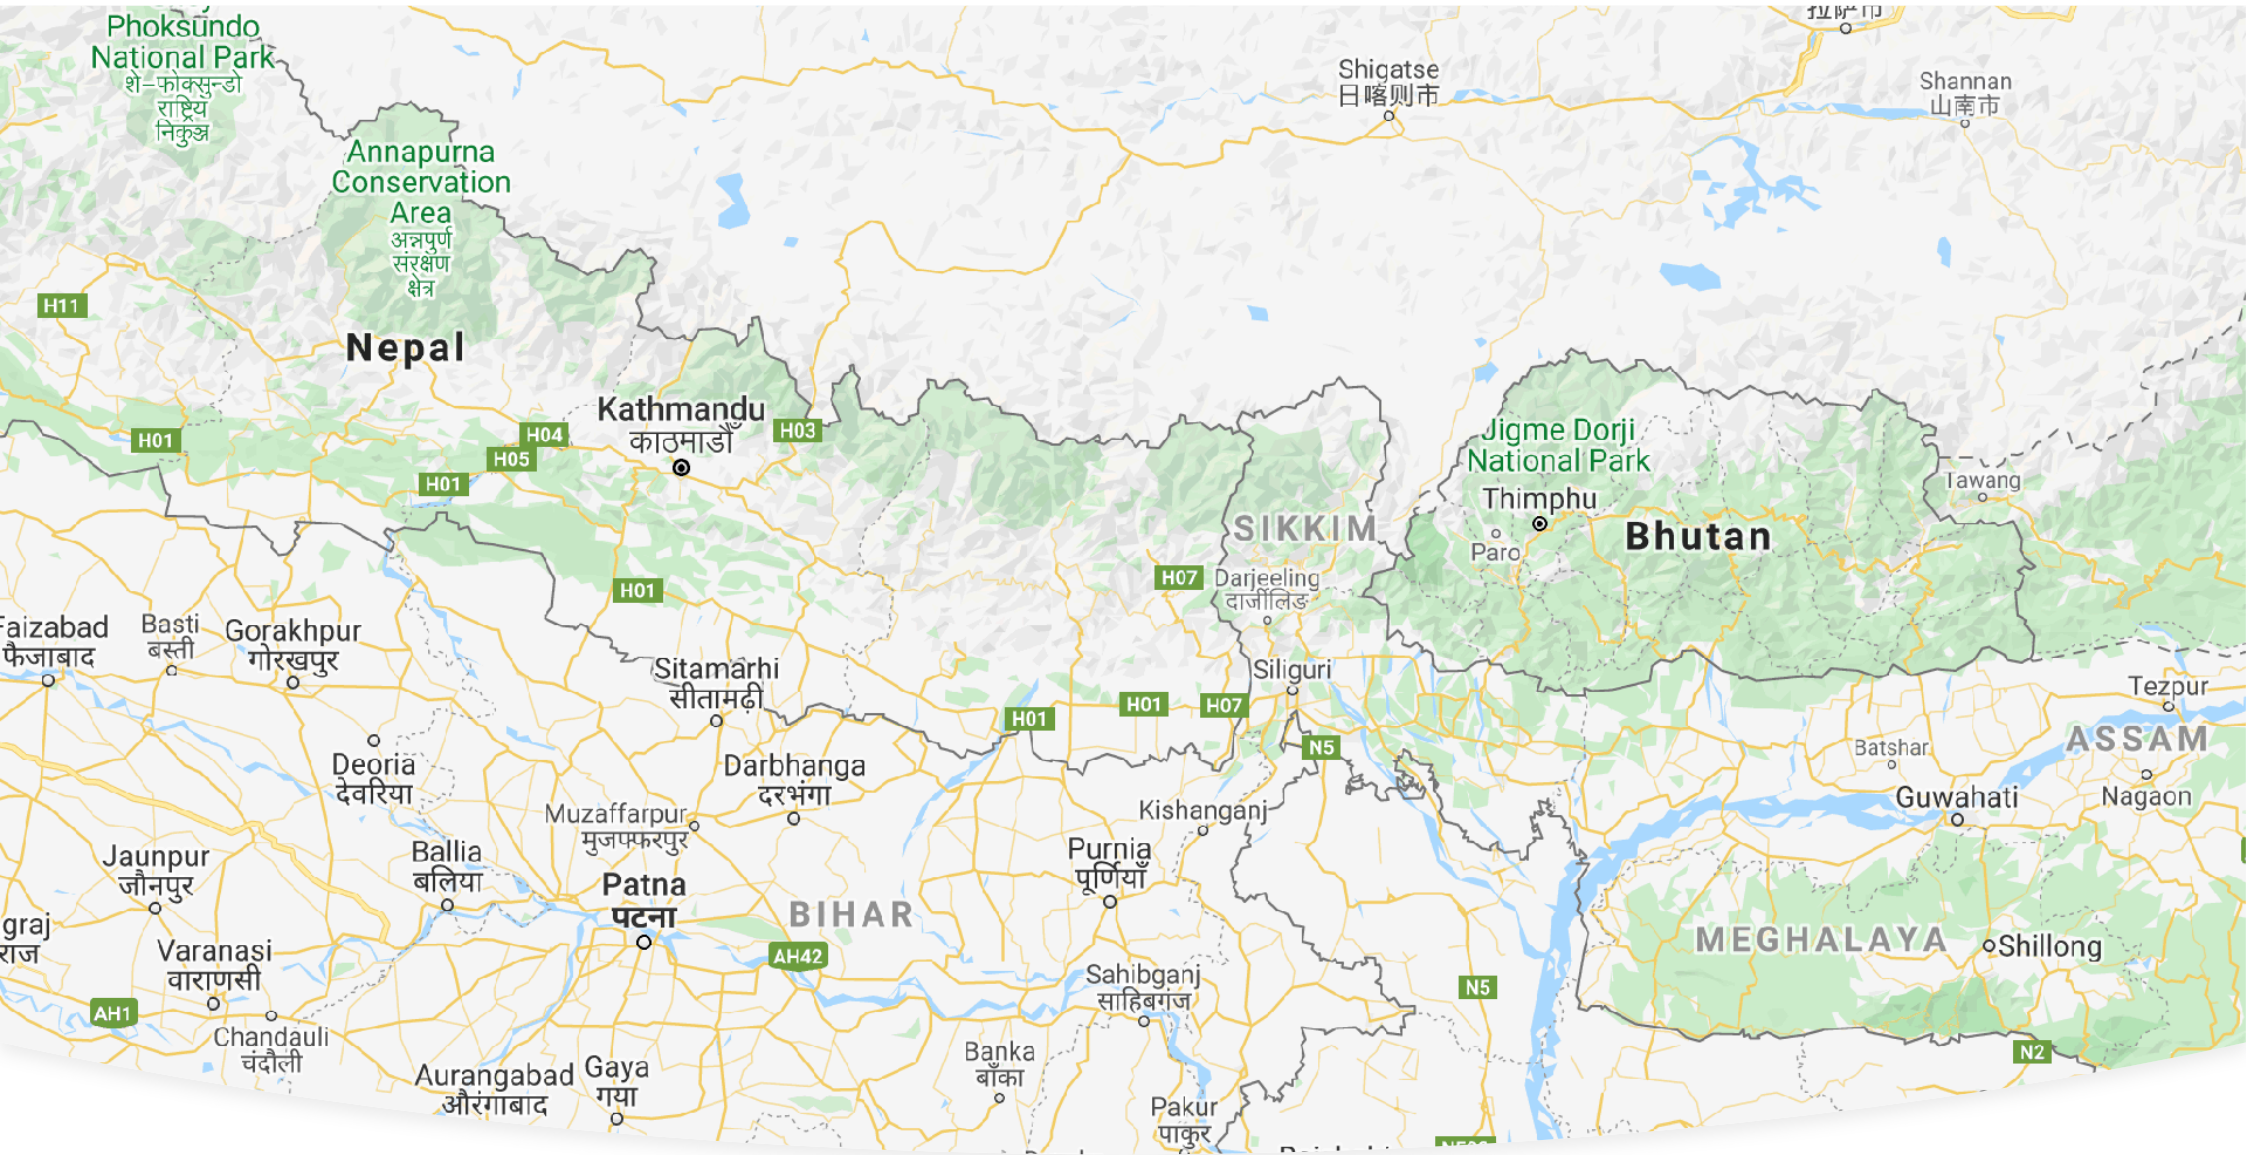 Phoksundo
National Park
शे-फोक्सुन्डो
राष्ट्रिय
निकुञ्ज
Annapurna
Conservation
Area
अन्नपुर्ण
संरक्षण
क्षेत्र
Shigatse
日喀则市
拉萨市
Shannan
山南市
H11
Nepal
Kathmandu
काठमाडौँ
H03
H01
H04
H05
H01
H01
Jigme Dorji
National Park
Thimphu
Paro
Bhutan
Tawang
SIKKIM
H07
Darjeeling
दार्जीलिङ
Faizabad
फैजाबाद
Basti
बस्ती
Gorakhpur
गोरखपुर
Sitamarhi
सीतामढ़ी
Siliguri
H01
H01
H07
N5
Tezpur
ASSAM
Batshar
Guwahati
Nagaon
Deoria
देवरिया
Darbhanga
दरभंगा
Muzaffarpur
मुजफ्फरपुर
Kishanganj
Purnia
पूर्णियाँ
Jaunpur
जौनपुर
Ballia
बलिया
Patna
पटना
BIHAR
AH42
MEGHALAYA
Shillong
graj
राज
Varanasi
वाराणसी
Sahibganj
साहिबगंज
N5
AH1
Chandauli
चंदौली
Banka
बाँका
N2
Aurangabad
औरंगाबाद
Gaya
गया
Pakur
पाकुर